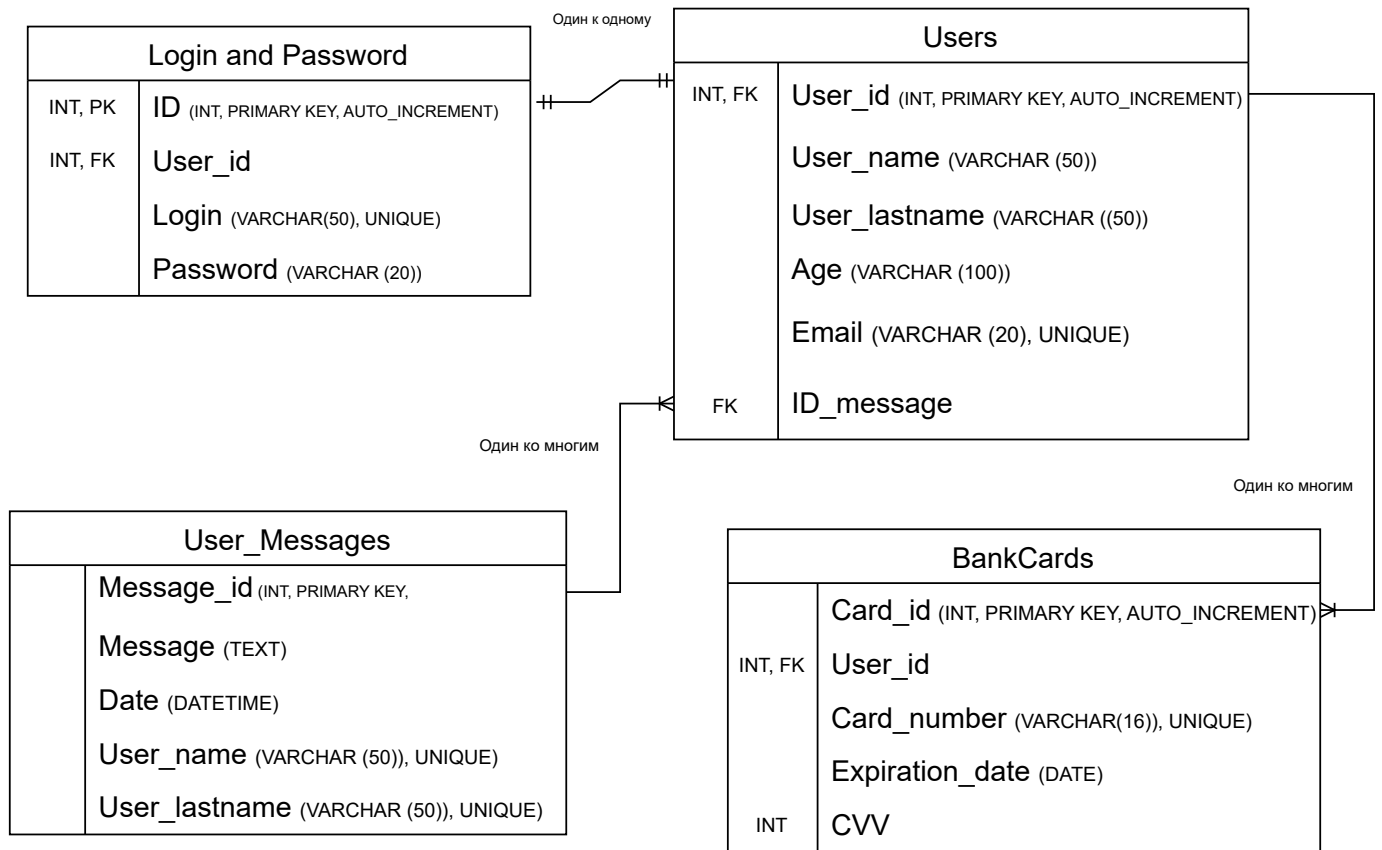 Один к одному
Login and Password
INT, PK ID (INT, PRIMARY KEY, AUTO_INCREMENT)
INT, FK User_id
Login (VARCHAR(50), UNIQUE)
Password (VARCHAR (20))
Users
INT, FK User_id (INT, PRIMARY KEY, AUTO_INCREMENT)
User_name (VARCHAR (50))
User_lastname (VARCHAR ((50))
Age (VARCHAR (100))
Email (VARCHAR (20), UNIQUE)
FK ID_message
Один ко многим
Один ко многим
User_Messages
Message_id (INT, PRIMARY KEY,
Message (TEXT)
Date (DATETIME)
User_name (VARCHAR (50)), UNIQUE)
User_lastname (VARCHAR (50)), UNIQUE)
BankCards
Card_id (INT, PRIMARY KEY, AUTO_INCREMENT)
INT, FK User_id
Card_number (VARCHAR(16)), UNIQUE)
Expiration_date (DATE)
INT CVV